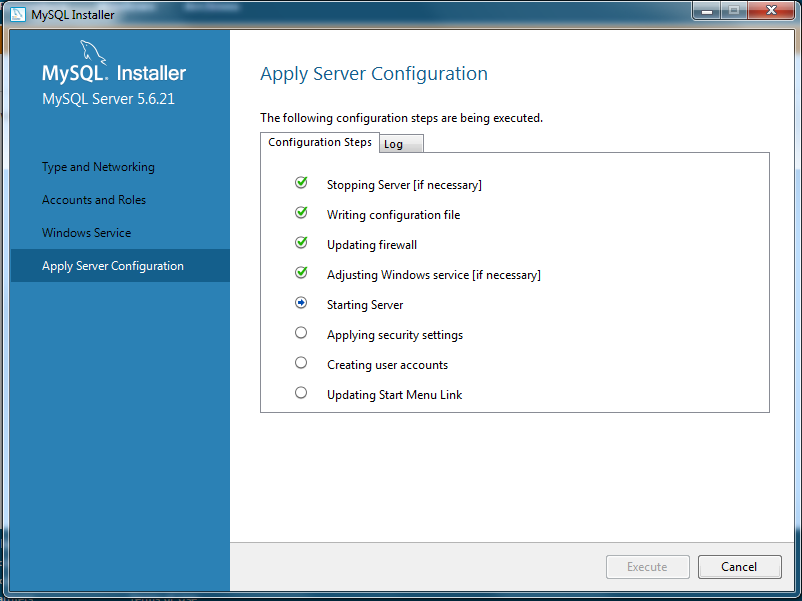 MySQL Installer
MySQL. Installer
MySQL Server 5.6.21
Type and Networking
Accounts and Roles
Windows Service
Apply Server Configuration
Apply Server Configuration
The following configuration steps are being executed.
Configuration Steps
Log
Stopping Server [if necessary]
Writing configuration file
Updating firewall
Adjusting Windows service [if necessary]
Starting Server
Applying security settings
Creating user accounts
Updating Start Menu Link
Execute
Cancel